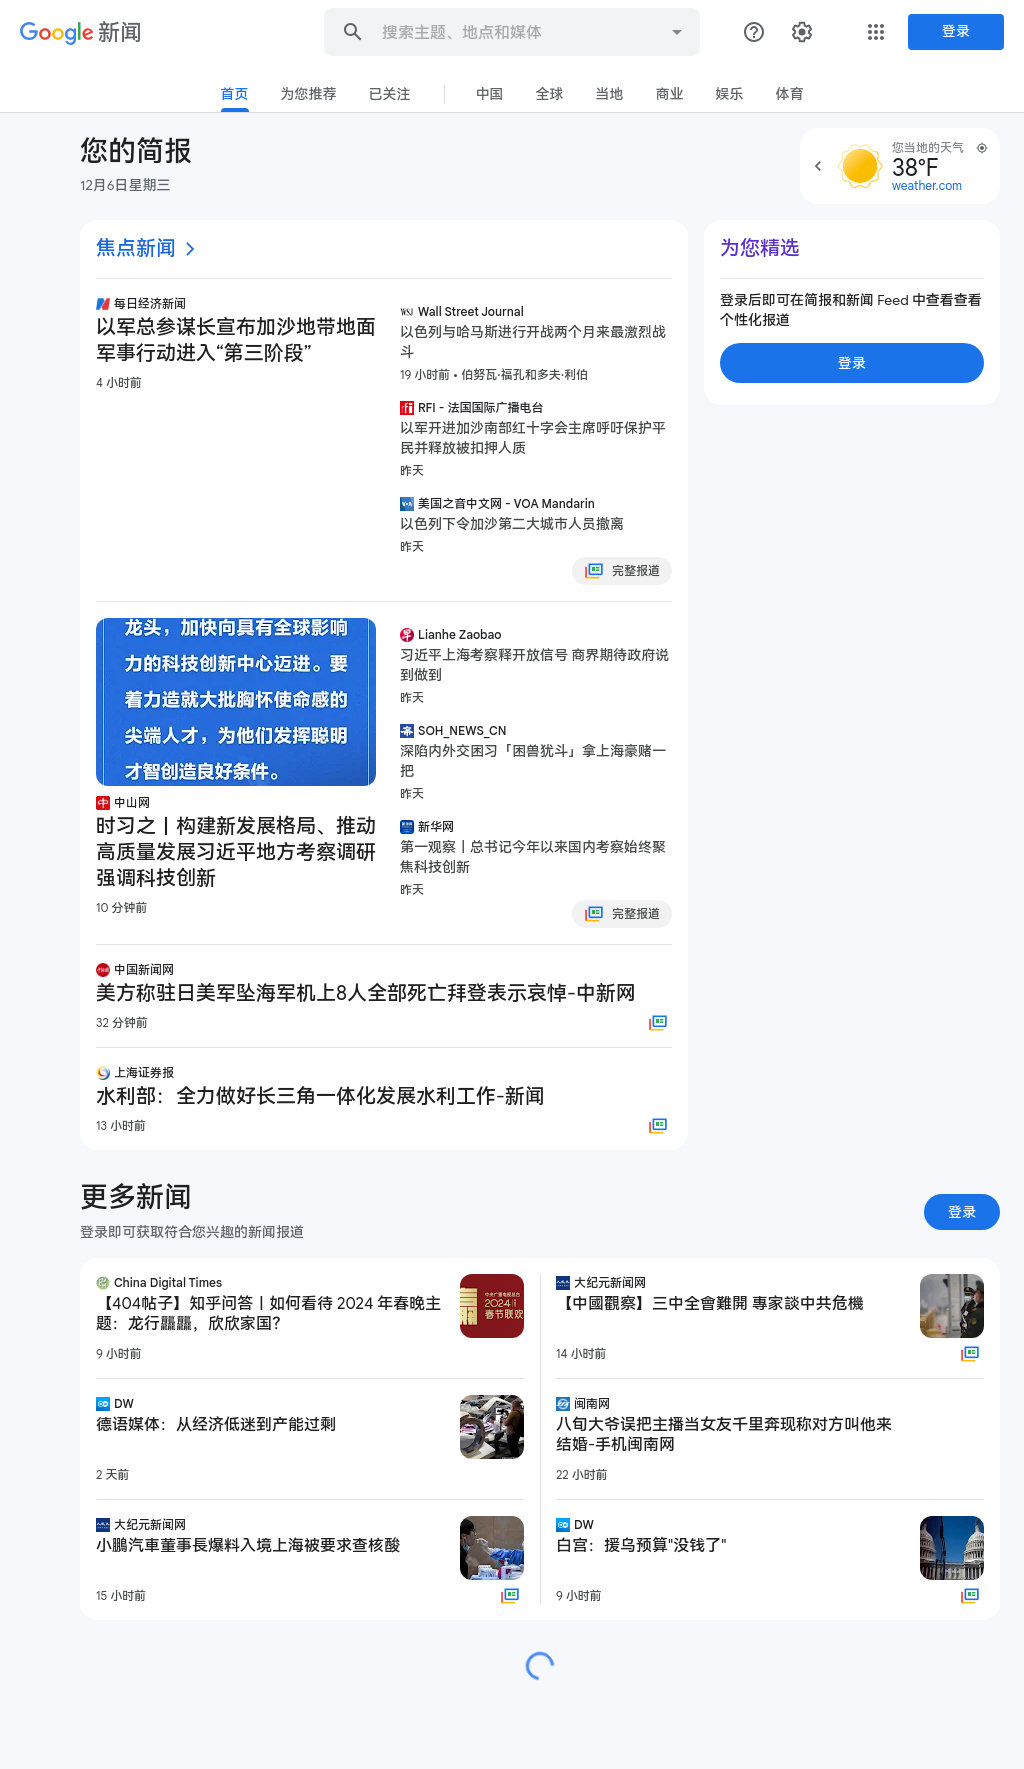 Google 新闻
搜索主题、地点和媒体
登录
首页
为您推荐
已关注
中国
全球
当地
商业
娱乐
体育
您的简报
12月6日星期三
您当地的天气
38°F
weather.com
焦点新闻
每日经济新闻
以军总参谋长宣布加沙地带地面
军事行动进入“第三阶段”
4 小时前
WSJ Wall Street Journal
以色列与哈马斯进行开战两个月来最激烈战
斗
19 小时前 • 伯努瓦·福孔和多夫·利伯
rfi RFI - 法国国际广播电台
以军开进加沙南部红十字会主席呼吁保护平
民并释放被扣押人质
昨天
VOA 美国之音中文网 - VOA Mandarin
以色列下令加沙第二大城市人员撤离
昨天
完整报道
为您精选
登录后即可在简报和新闻 Feed 中查看查看
个性化报道
登录
龙头，加快向具有全球影响
力的科技创新中心迈进。要
着力造就大批胸怀使命感的
尖端人才，为他们发挥聪明
才智创造良好条件。
中 中山网
时习之丨构建新发展格局、推动
高质量发展习近平地方考察调研
强调科技创新
10 分钟前
早 Lianhe Zaobao
习近平上海考察释开放信号 商界期待政府说
到做到
昨天
SOH_NEWS_CN
深陷内外交困习「困兽犹斗」拿上海豪赌一
把
昨天
新华网
第一观察丨总书记今年以来国内考察始终聚
焦科技创新
昨天
完整报道
中国新闻网
美方称驻日美军坠海军机上8人全部死亡拜登表示哀悼-中新网
32 分钟前
上海证券报
水利部：全力做好长三角一体化发展水利工作-新闻
13 小时前
更多新闻
登录即可获取符合您兴趣的新闻报道
登录
China Digital Times
【404帖子】知乎问答丨如何看待 2024 年春晚主
题：龙行龘龘，欣欣家国？
9 小时前
中央广播电视总台
2024
春节联欢
DW
德语媒体：从经济低迷到产能过剩
2 天前
大纪元新闻网
小鵬汽車董事長爆料入境上海被要求查核酸
15 小时前
大纪元新闻网
【中國觀察】三中全會難開 專家談中共危機
14 小时前
闽南网
八旬大爷误把主播当女友千里奔现称对方叫他来
结婚-手机闽南网
22 小时前
DW
白宫：援乌预算"没钱了"
9 小时前